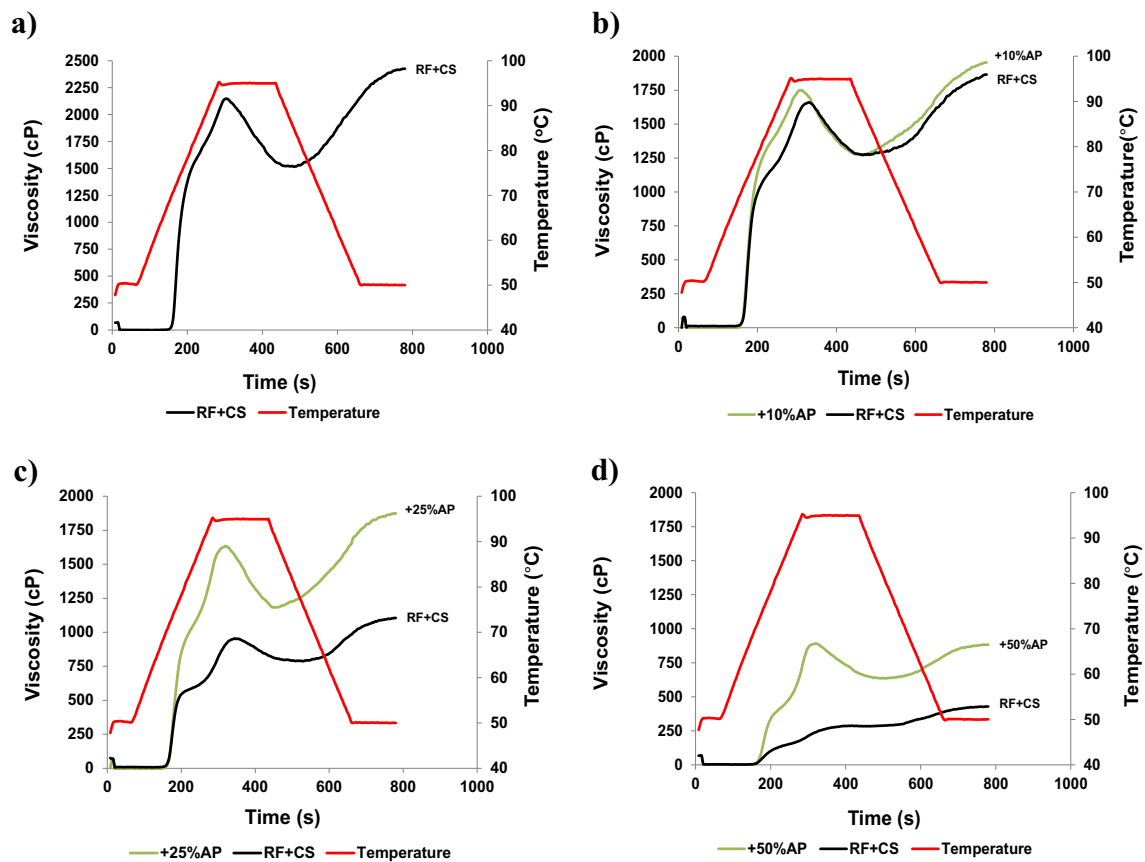 a)
2500
2250
2000
1750
1500
1250
1000
750
500
250
0
Viscosity (cP)
100
90
80
70
60
50
40
Temperature (°C)
RF+CS
0 200 400 600 800 1000
Time (s)
RF+CS Temperature
b)
2000
1750
1500
1250
1000
750
500
250
0
Viscosity (cP)
100
90
80
70
60
50
40
Temperature(°C)
+10%AP
RF+CS
0 200 400 600 800 1000
Time (s)
+10%AP RF+CS Temperature
c)
2000
1750
1500
1250
1000
750
500
250
0
Viscosity (cP)
100
90
80
70
60
50
40
Temperature (°C)
+25%AP
RF+CS
0 200 400 600 800 1000
Time (s)
+25%AP RF+CS Temperature
d)
2000
1750
1500
1250
1000
750
500
250
0
Viscosity (cP)
100
90
80
70
60
50
40
Temperature (°C)
+50%AP
RF+CS
0 200 400 600 800 1000
Time (s)
+50%AP RF+CS Temperature